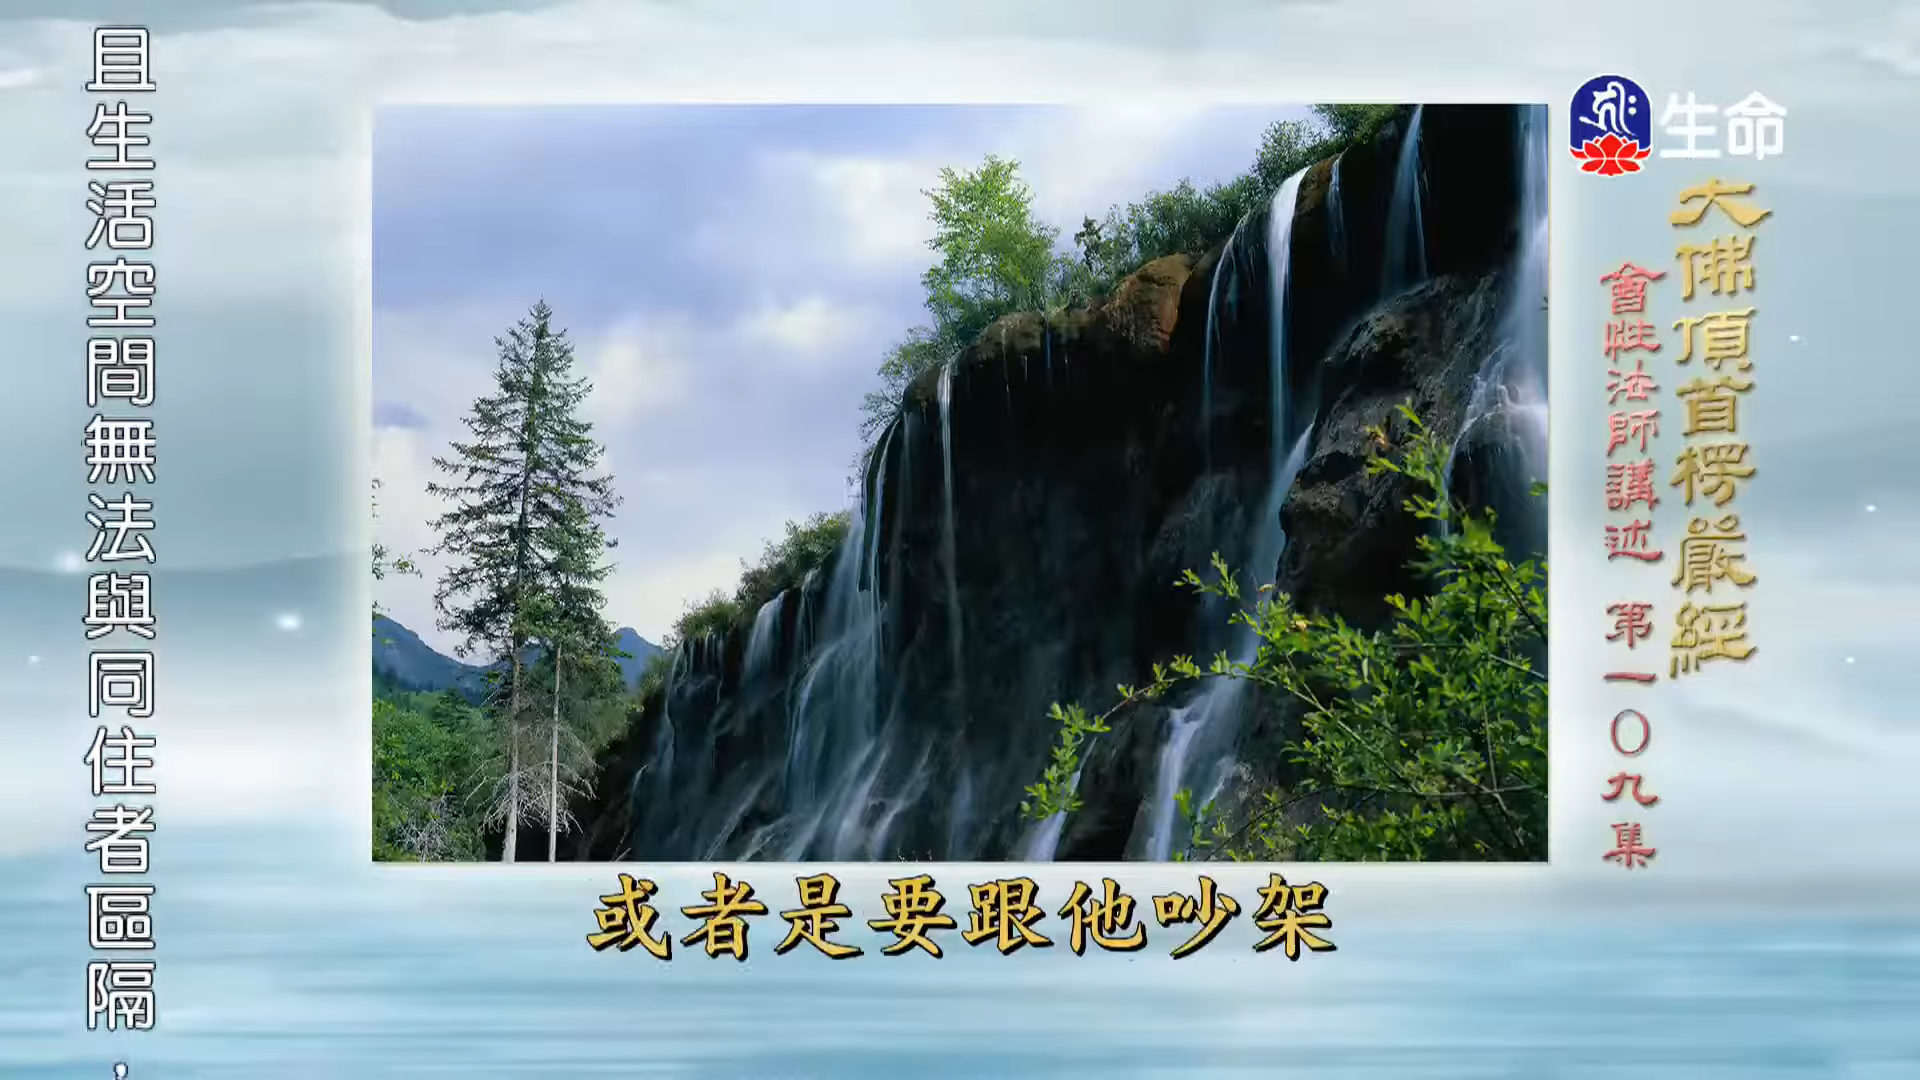 生命
大佛頂首楞嚴經
會性法師講述 第一〇九集
且生活空間無法與同住者區隔，
或者是要跟他吵架